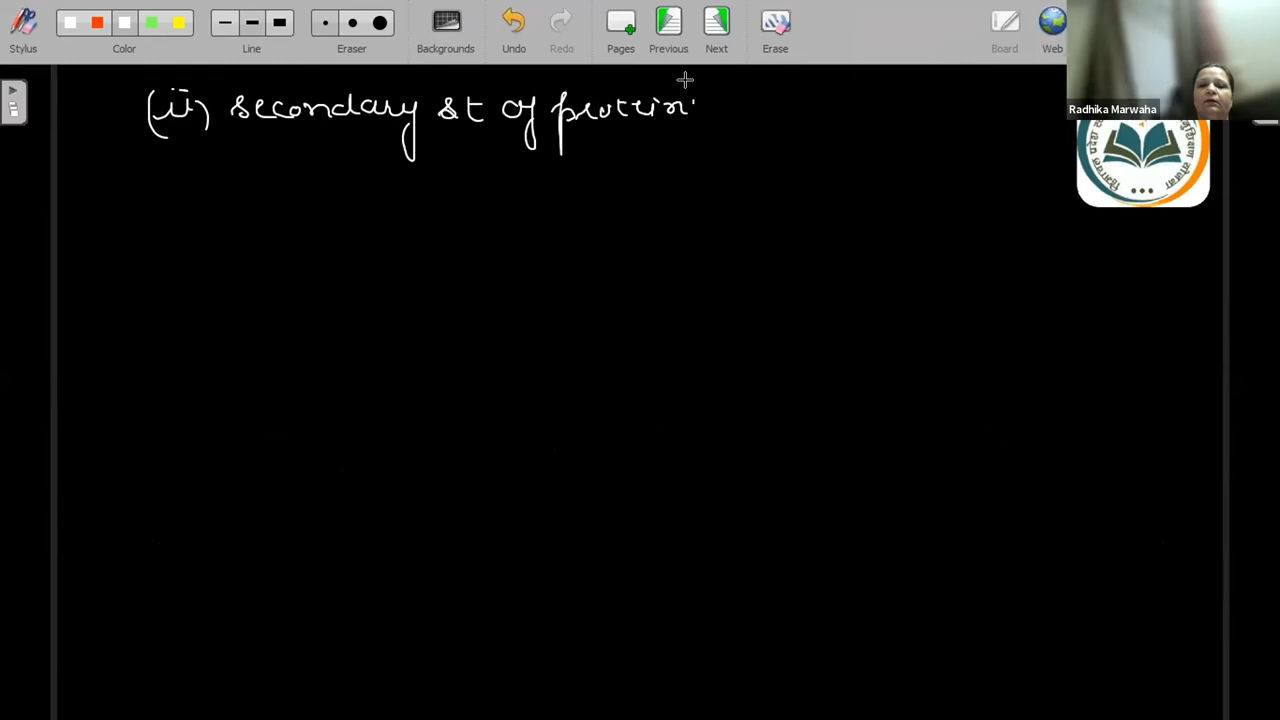 Stylus
Color
Line
Eraser
Backgrounds
Undo
Redo
Pages
Previous
Next
Erase
Board
Web
Radhika Marwaha
(ii) secondary st of protein